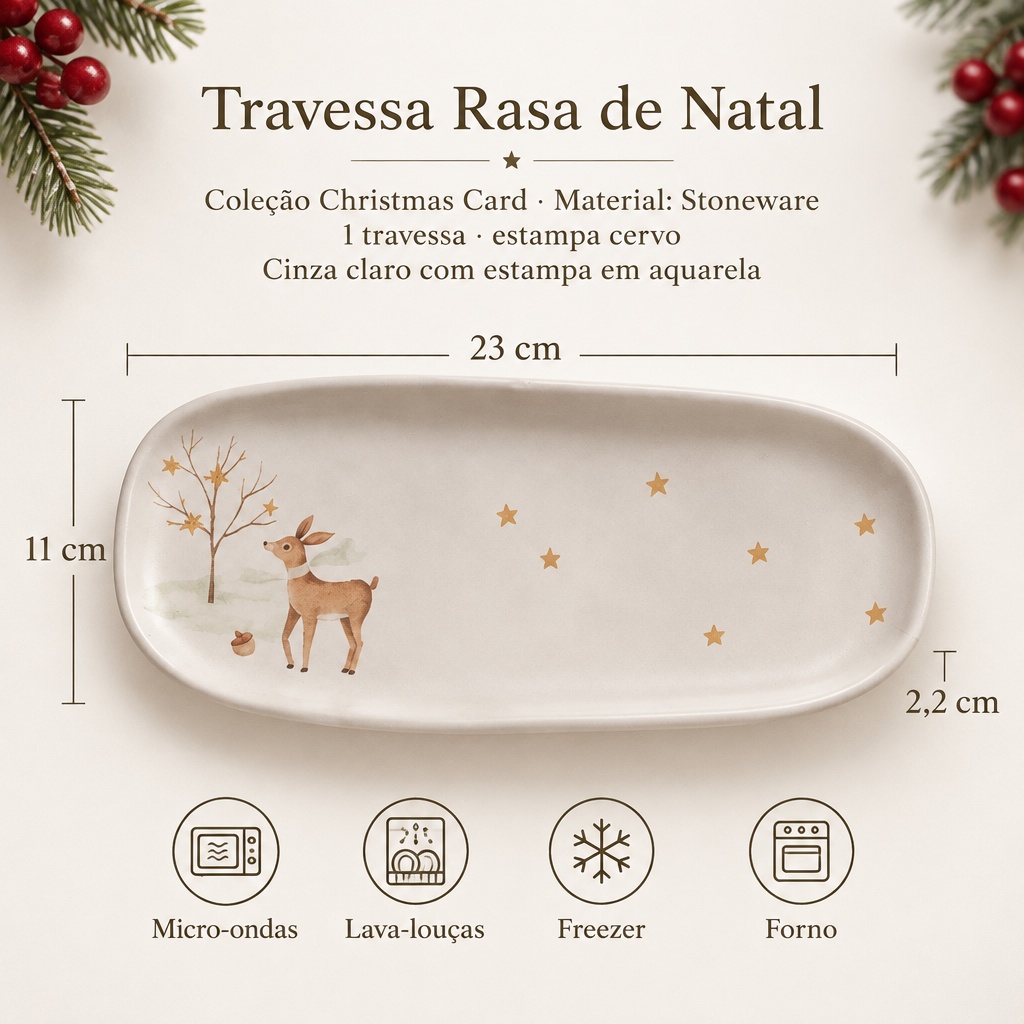 Travessa Rasa de Natal
Coleção Christmas Card · Material: Stoneware
1 travessa · estampa cervo
Cinza claro com estampa em aquarela
23 cm
11 cm
2,2 cm
Micro-ondas
Lava-louças
Freezer
Forno